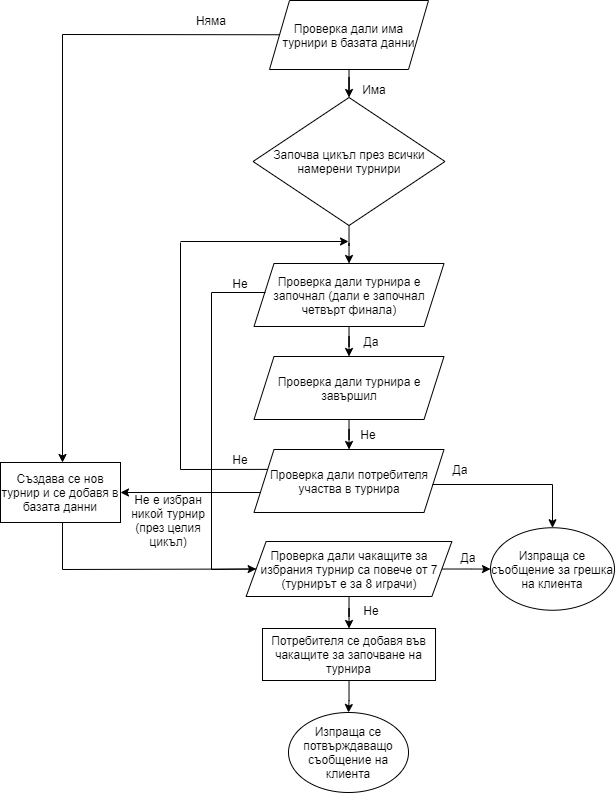 Няма
Проверка дали има
турнири в базата данни
Има
Започва цикъл през всички
намерени турнири
Не
Проверка дали турнира е
започнал (дали е започнал
четвърт финала)
Да
Проверка дали турнира е
завършил
Не
Не
Проверка дали потребителя
участва в турнира
Да
Създава се нов
турнир и се добавя в
базата данни
Не е избран
никой турнир
(през целия
цикъл)
Проверка дали чакащите за
избрания турнир са повече от 7
(турнирът е за 8 играчи)
Да
Изпраща се
съобщение за грешка
на клиента
Не
Потребителя се добавя във
чакащите за започване на
турнира
Изпраща се
потвърждаващо
съобщение на
клиента